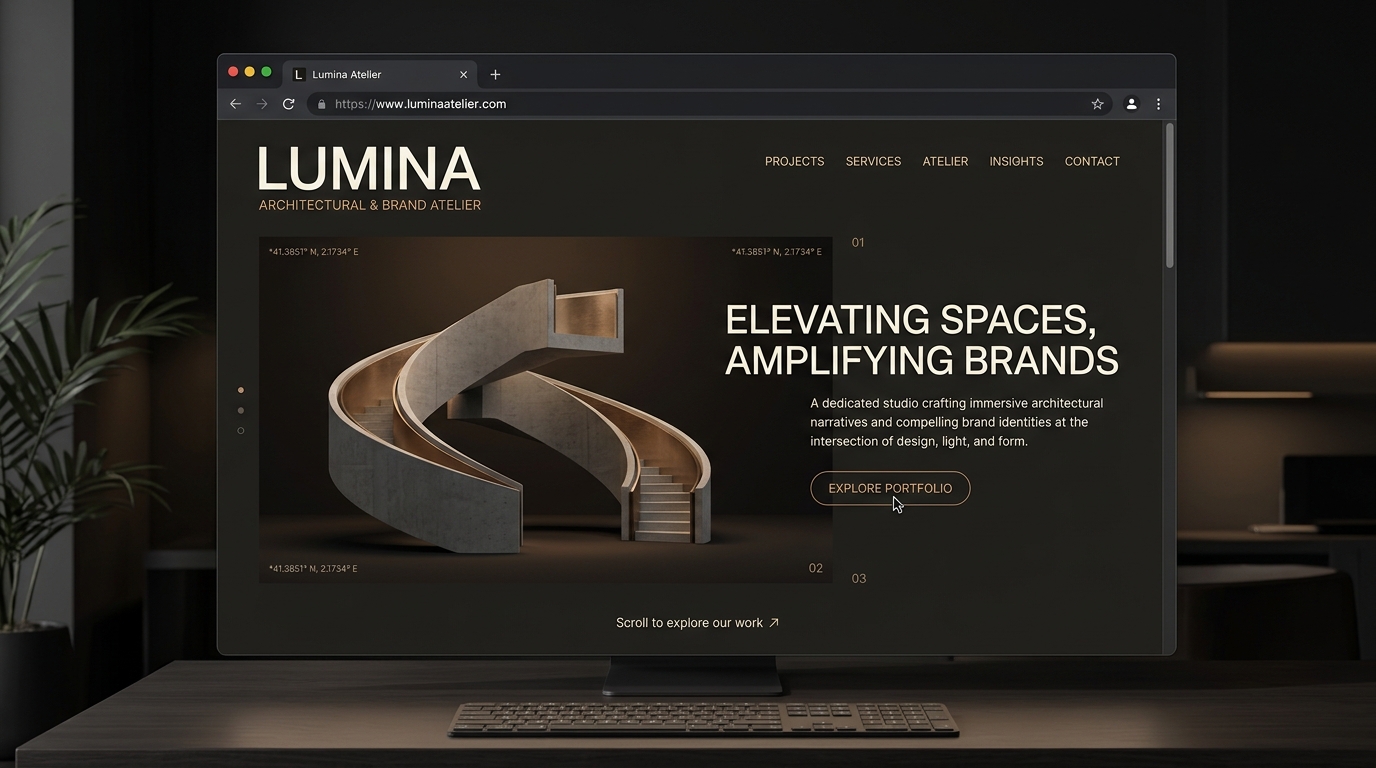 L Lumina Atelier
https://www.luminaatelier.com
LUMINA
ARCHITECTURAL & BRAND ATELIER
PROJECTS SERVICES ATELIER INSIGHTS CONTACT
*41.3851° N, 2.1734° E
*41.3851° N, 2.1734° E
01
ELEVATING SPACES,
AMPLIFYING BRANDS
A dedicated studio crafting immersive architectural
narratives and compelling brand identities at the
intersection of design, light, and form.
EXPLORE PORTFOLIO
*41.3851° N, 2.1734° E
02
03
Scroll to explore our work ↗